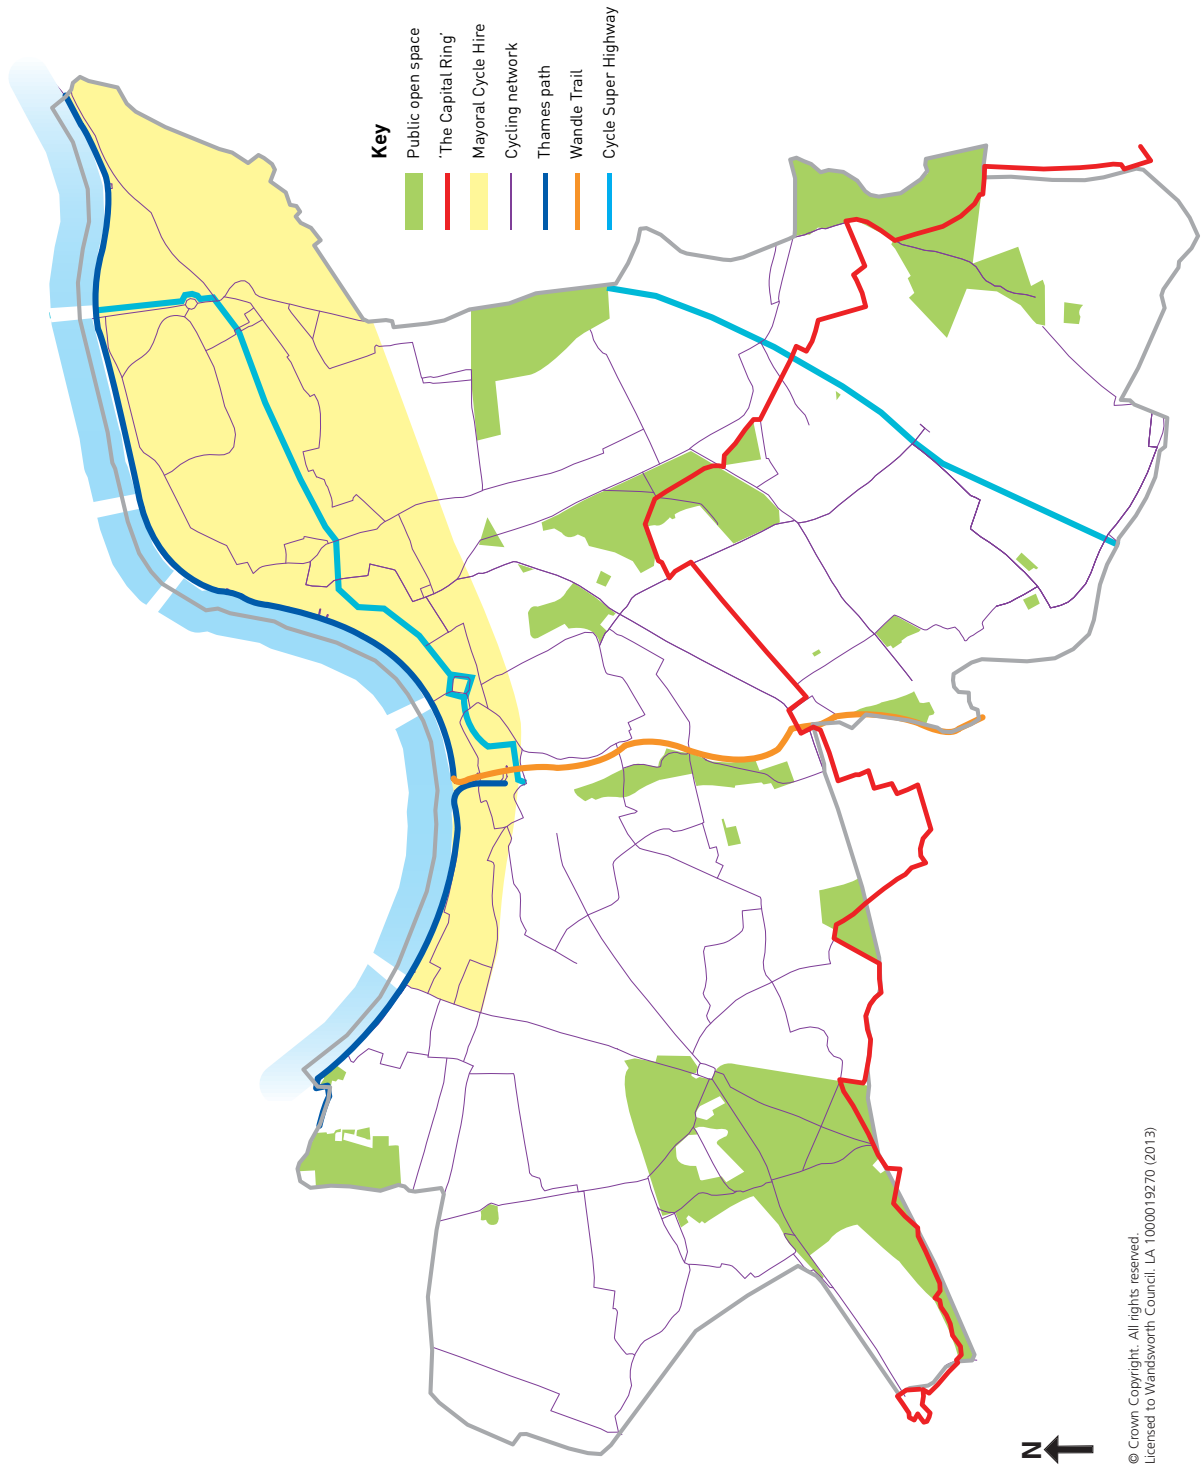 Key
Public open space
‘The Capital Ring’
Mayoral Cycle Hire
Cycling network
Thames path
Wandle Trail
Cycle Super Highway
N
© Crown Copyright. All rights reserved.
Licensed to Wandsworth Council. LA 1000019270 (2013)